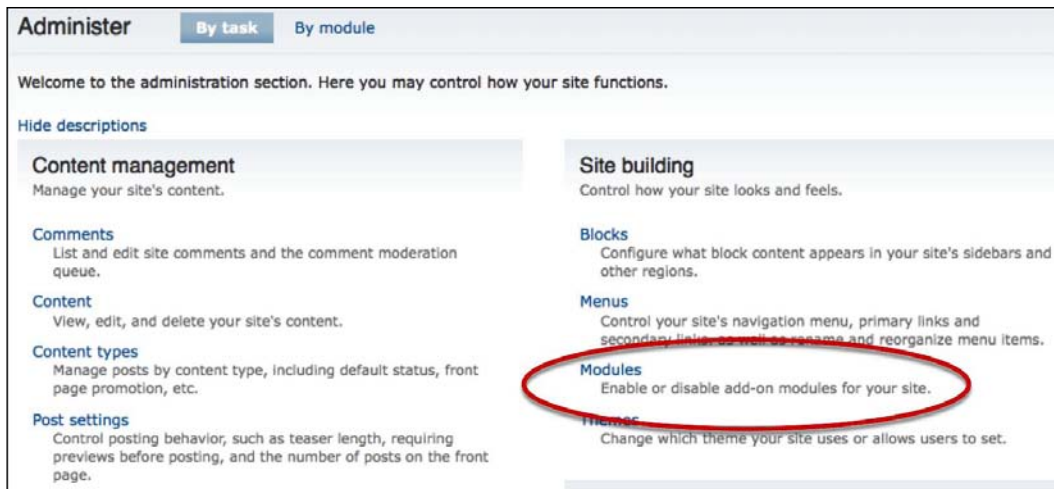 Administer By task By module
Welcome to the administration section. Here you may control how your site functions.
Hide descriptions
Content management
Manage your site's content.
Comments
List and edit site comments and the comment moderation
queue.
Content
View, edit, and delete your site's content.
Content types
Manage posts by content type, including default status, front
page promotion, etc.
Post settings
Control posting behavior, such as teaser length, requiring
previews before posting, and the number of posts on the front
page.
Site building
Control how your site looks and feels.
Blocks
Configure what block content appears in your site's sidebars and
other regions.
Menus
Control your site's navigation menu, primary links and
secondary links, as well as rename and reorganize menu items.
Modules
Enable or disable add-on modules for your site.
Themes
Change which theme your site uses or allows users to set.